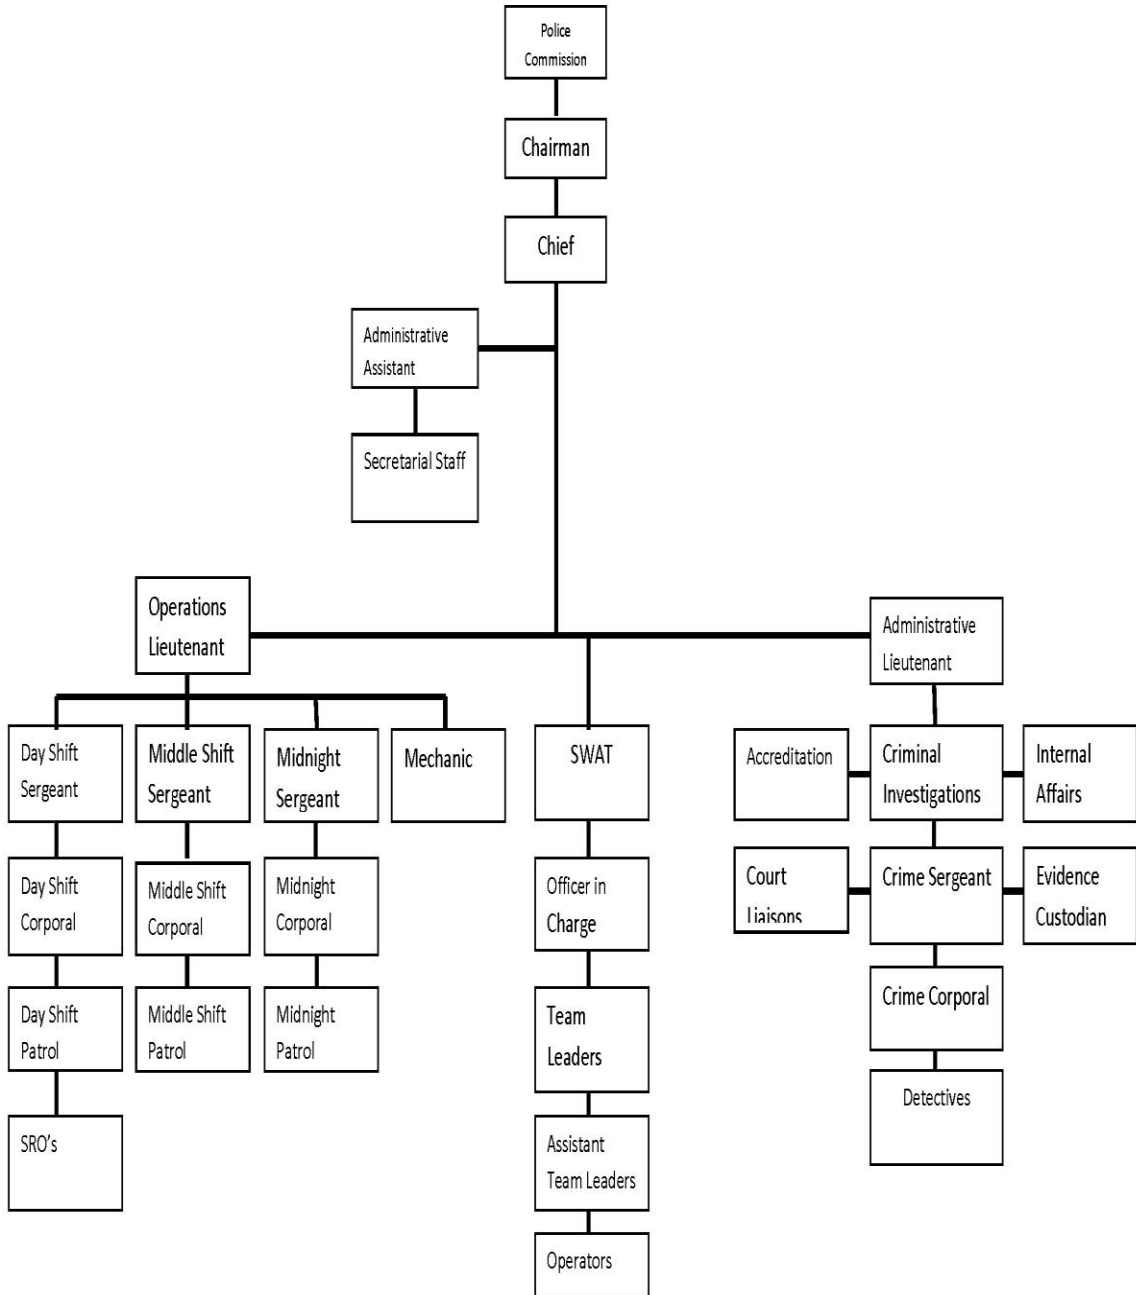 Police
Commission
Chairman
Chief
Administrative
Assistant
Secretarial Staff
Operations
Lieutenant
Administrative
Lieutenant
Day Shift
Sergeant
Middle Shift
Sergeant
Midnight
Sergeant
Mechanic
SWAT
Accreditation
Criminal
Investigations
Internal
Affairs
Day Shift
Corporal
Middle Shift
Corporal
Midnight
Corporal
Officer in
Charge
Court
Liaisons
Crime Sergeant
Evidence
Custodian
Day Shift
Patrol
Middle Shift
Patrol
Midnight
Patrol
Team
Leaders
Crime Corporal
Detectives
SRO's
Assistant
Team Leaders
Operators